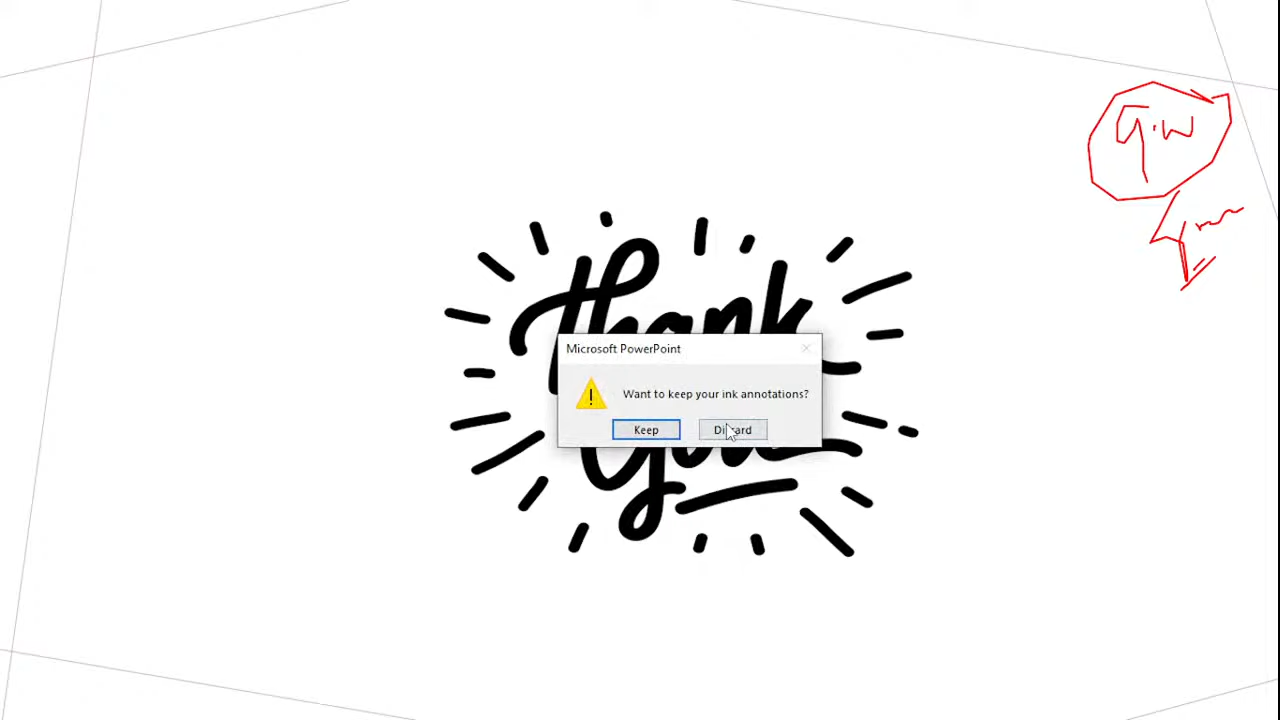 thank
Microsoft PowerPoint
Want to keep your ink annotations?
Keep
Discard
you